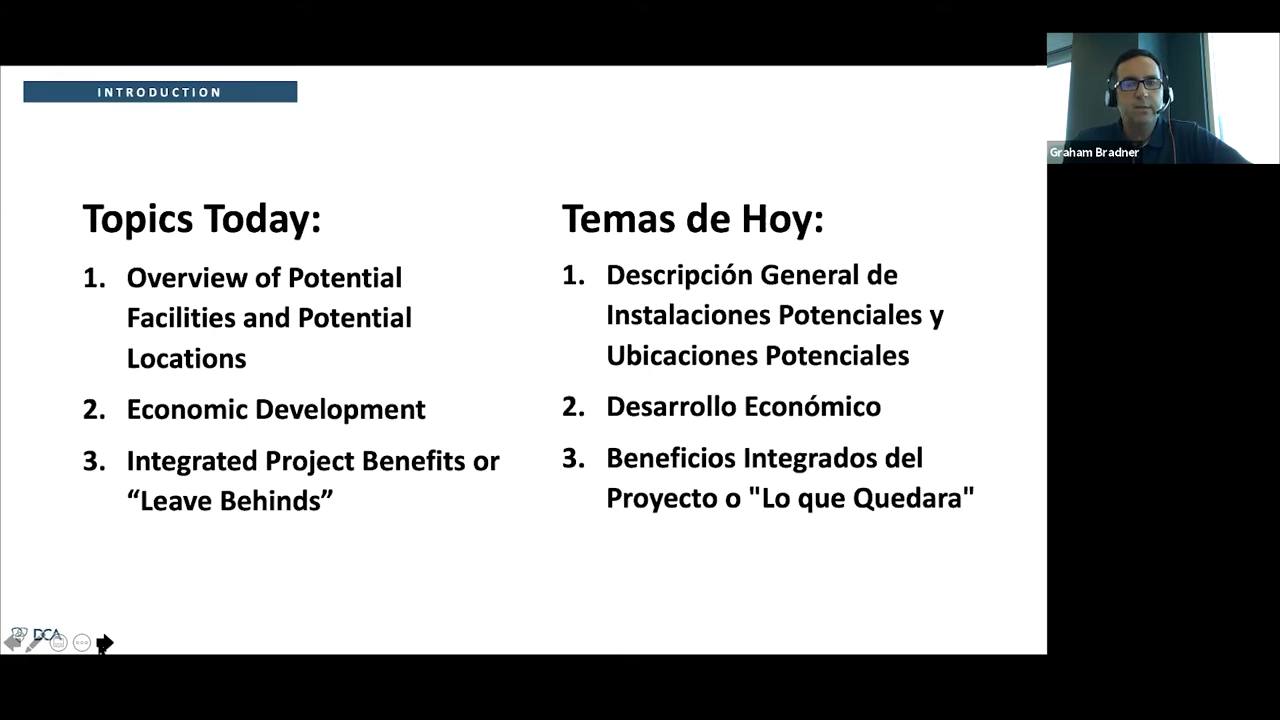 INTRODUCTION
Topics Today:
1. Overview of Potential
Facilities and Potential
Locations
2. Economic Development
3. Integrated Project Benefits or
“Leave Behinds”
Temas de Hoy:
1. Descripción General de
Instalaciones Potenciales y
Ubicaciones Potenciales
2. Desarrollo Económico
3. Beneficios Integrados del
Proyecto o "Lo que Quedara"
Graham Bradner
DCA